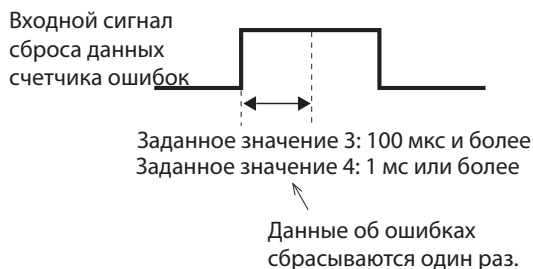 Входной сигнал
сброса данных
счетчика ошибок
Заданное значение 3: 100 мкс и более
Заданное значение 4: 1 мс или более
Данные об ошибках
сбрасываются один раз.